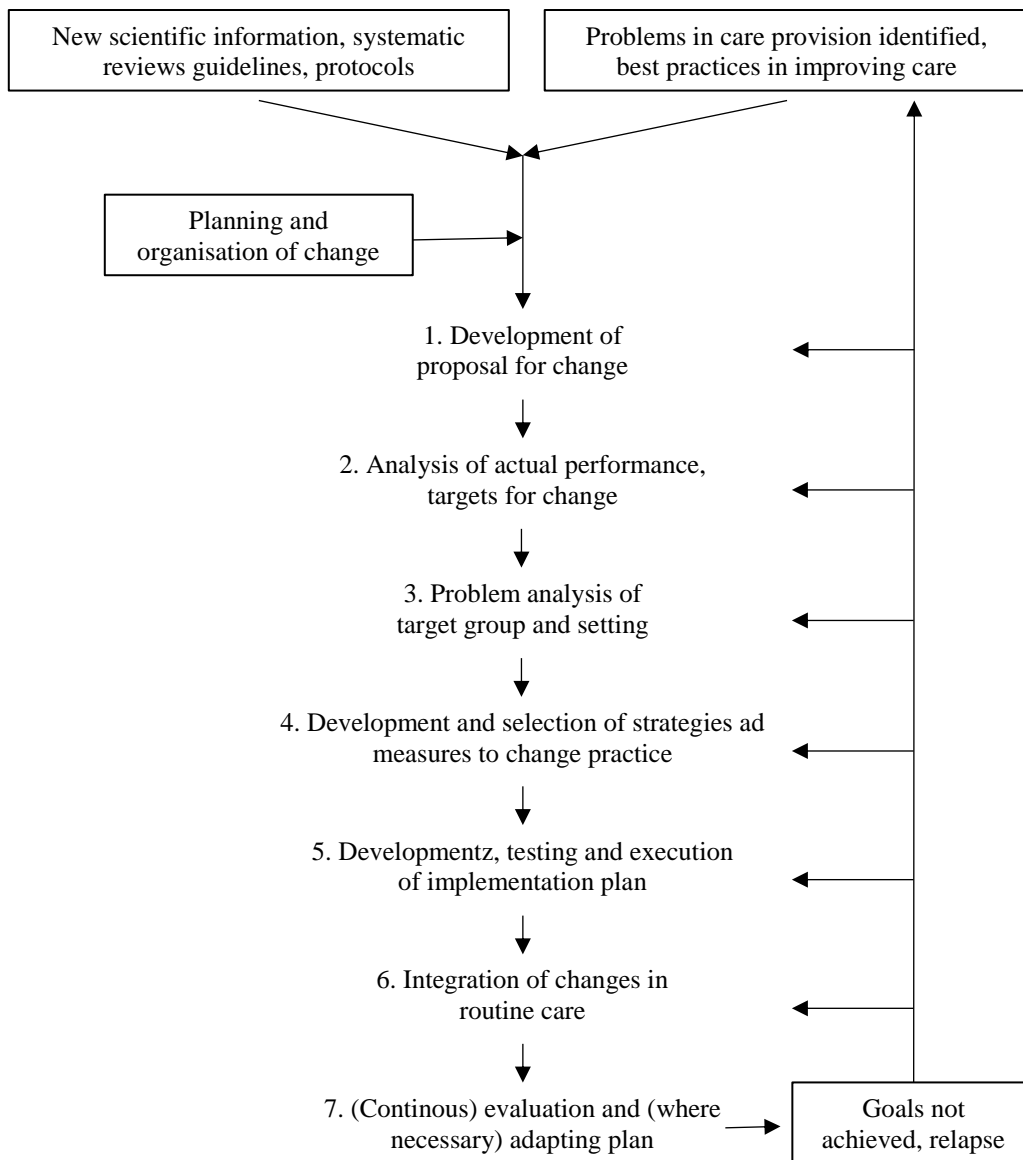 New scientific information, systematic
reviews guidelines, protocols
Problems in care provision identified,
best practices in improving care
Planning and
organisation of change
1. Development of
proposal for change
2. Analysis of actual performance,
targets for change
3. Problem analysis of
target group and setting
4. Development and selection of strategies ad
measures to change practice
5. Developmentz, testing and execution
of implementation plan
6. Integration of changes in
routine care
7. (Continous) evaluation and (where
necessary) adapting plan
Goals not
achieved, relapse